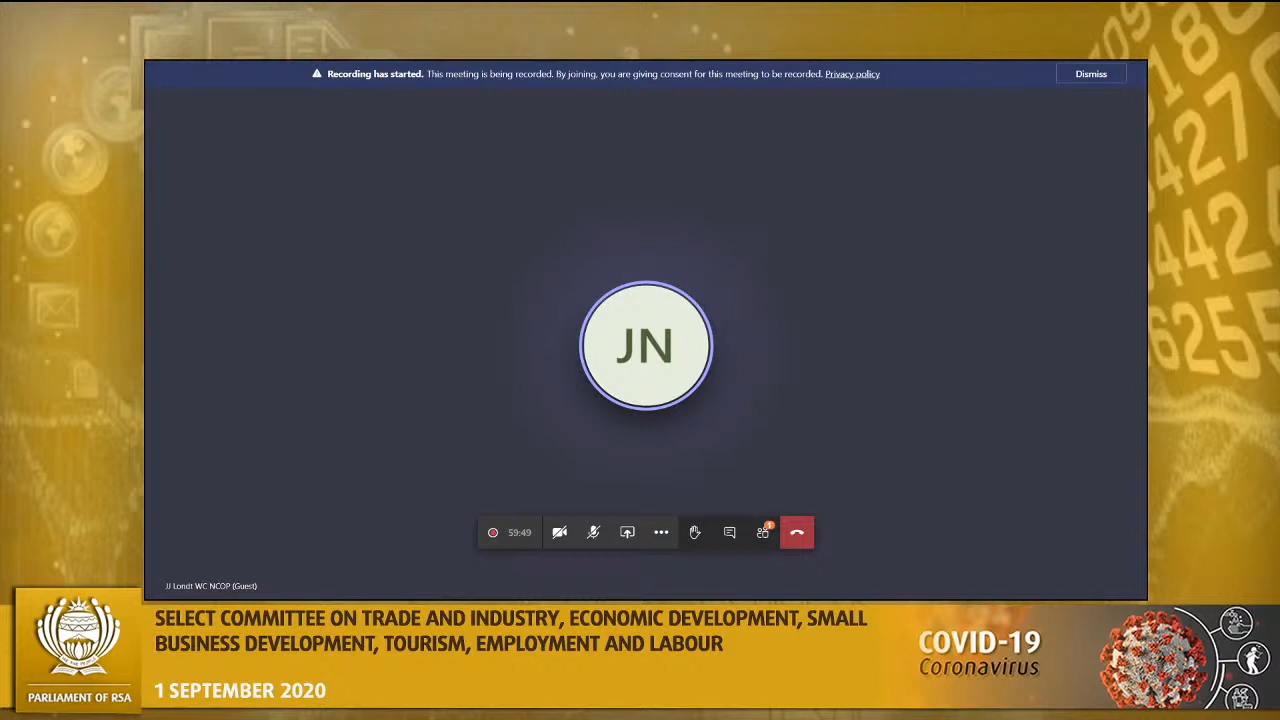 Recording has started. This meeting is being recorded. By joining, you are giving consent for this meeting to be recorded. Privacy policy
Dismiss
JN
59:49
1
JJ Londt WC NCOP (Guest)
SELECT COMMITTEE ON TRADE AND INDUSTRY, ECONOMIC DEVELOPMENT, SMALL
BUSINESS DEVELOPMENT, TOURISM, EMPLOYMENT AND LABOUR
1 SEPTEMBER 2020
PARLIAMENT OF RSA
COVID-19
Coronavirus